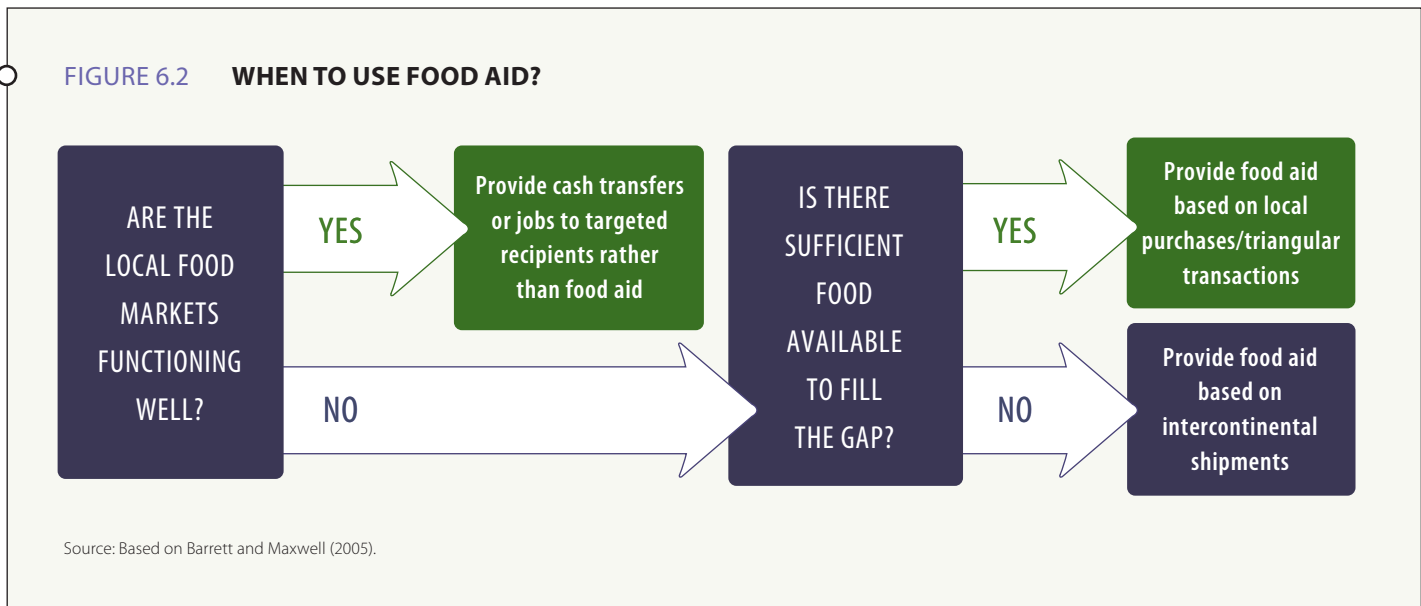 FIGURE 6.2 WHEN TO USE FOOD AID?
ARE THE
LOCAL FOOD
MARKETS
FUNCTIONING
WELL?
YES
Provide cash transfers
or jobs to targeted
recipients rather
than food aid
NO
IS THERE
SUFFICIENT
FOOD
AVAILABLE
TO FILL
THE GAP?
YES
Provide food aid
based on local
purchases/triangular
transactions
NO
Provide food aid
based on
intercontinental
shipments
Source: Based on Barrett and Maxwell (2005).